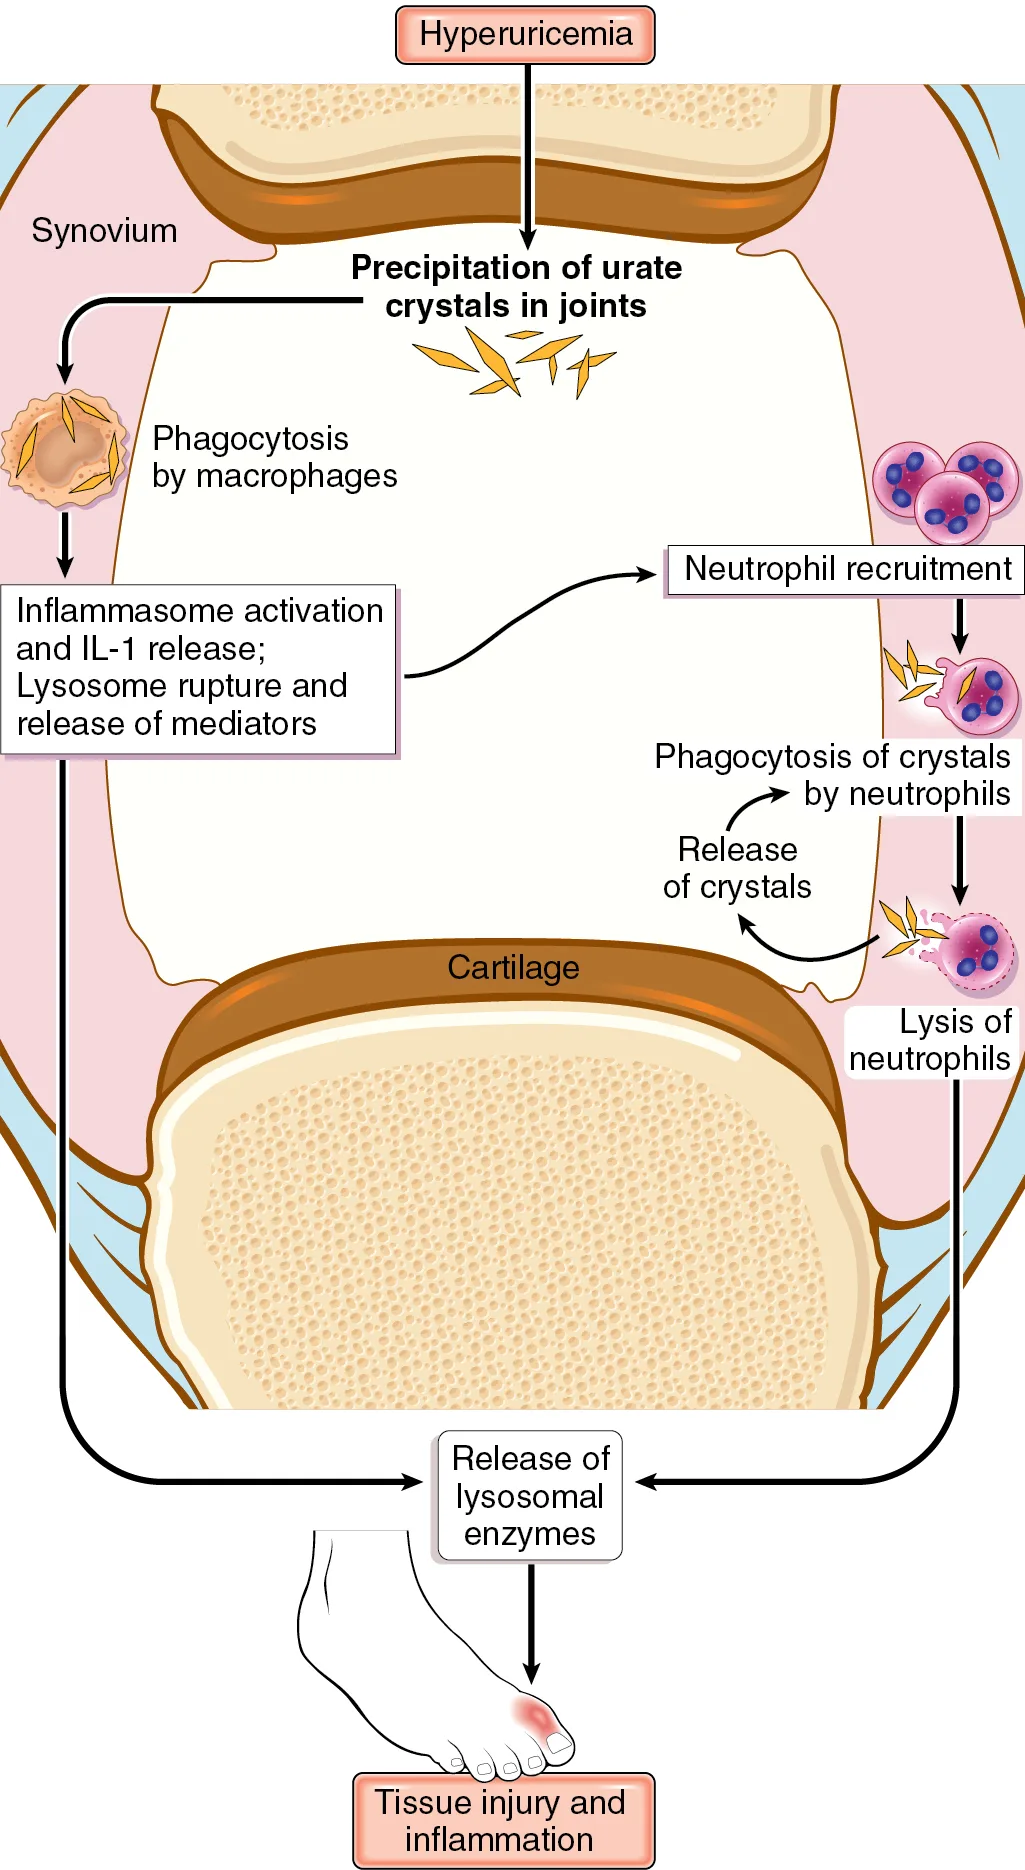 Hyperuricemia
Synovium
Precipitation of urate
crystals in joints
Phagocytosis
by macrophages
Inflammasome activation
and IL-1 release;
Lysosome rupture and
release of mediators
Neutrophil recruitment
Phagocytosis of crystals
by neutrophils
Release
of crystals
Cartilage
Lysis of
neutrophils
Release of
lysosomal
enzymes
Tissue injury and
inflammation